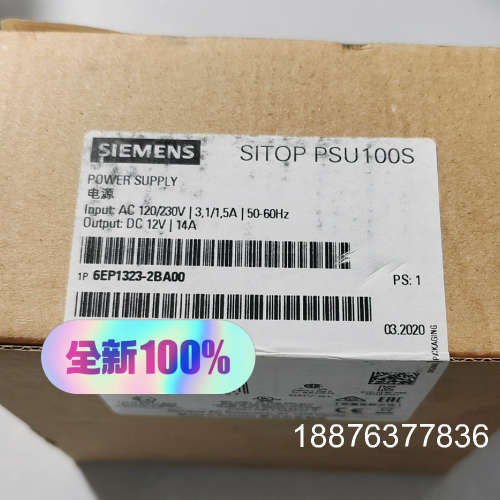 SIEMENS
SITOP PSU100S
POWER SUPPLY
电源
Input: AC 120/230V | 3,1/1,5A | 50-60Hz
Output: DC 12V | 14A
1P 6EP1323-2BA00
PS: 1
03.2020
全新100%
EAC
18876377836